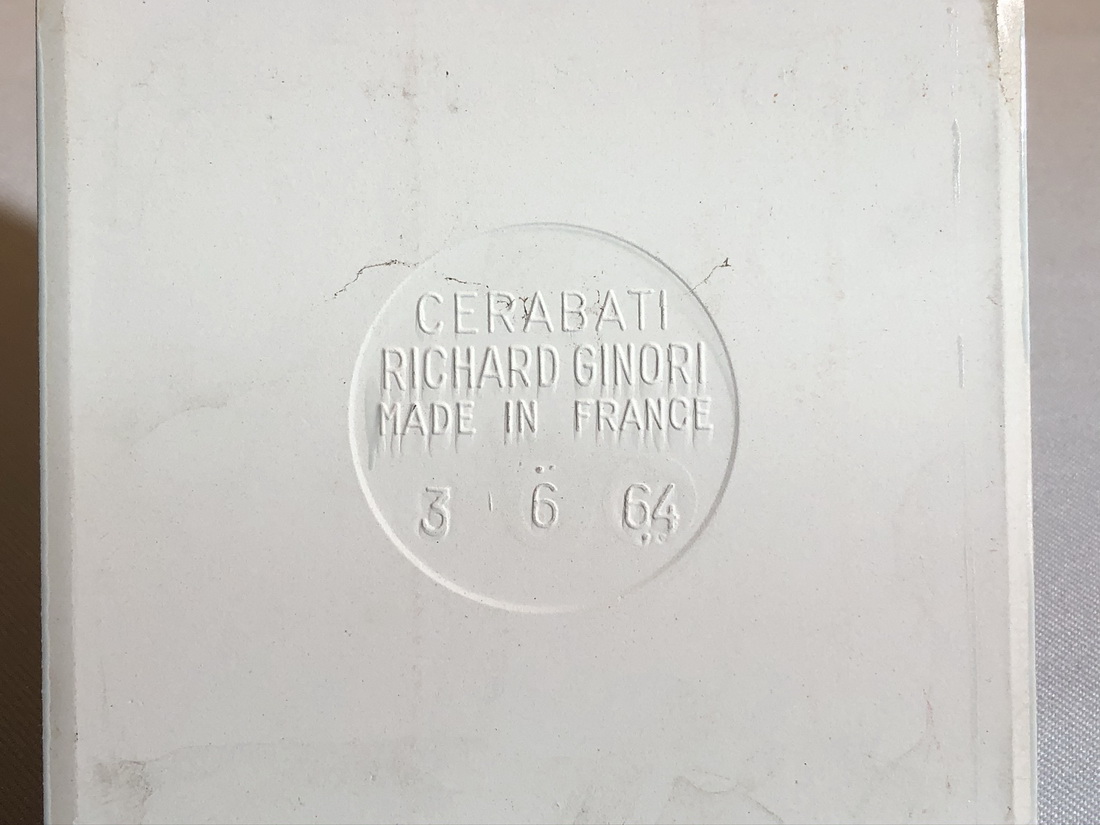 CERABATI
RICHARD GINORI
MADE IN FRANCE
3 6 64